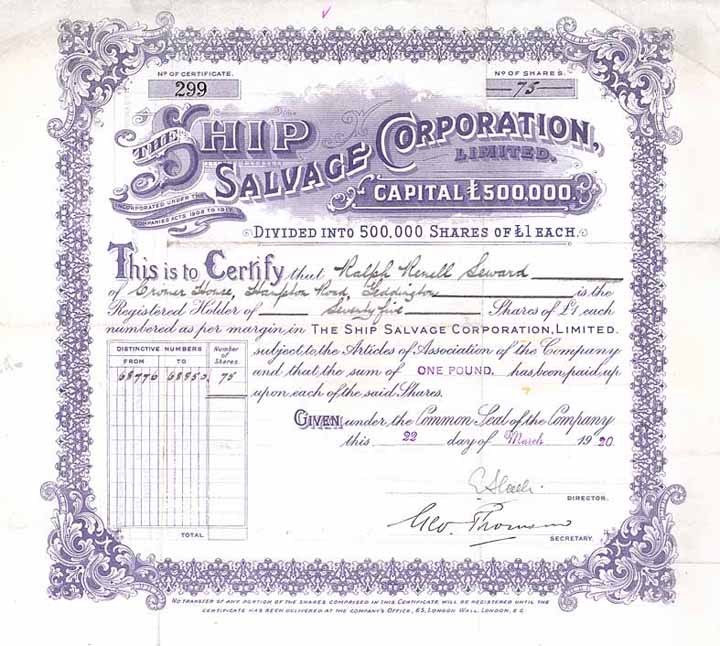 Nº OF CERTIFICATE.
299
Nº OF SHARES.
75
THE SHIP SALVAGE CORPORATION, LIMITED.
INCORPORATED UNDER THE COMPANIES ACTS 1908 TO 1917.
CAPITAL £500,000.
DIVIDED INTO 500,000 SHARES OF £1 EACH.
This is to Certify that Ralph Renell Seward
of Cromer House, Hampton Road, Teddington is the
Registered Holder of Seventy five Shares of £1 each
numbered as per margin in THE SHIP SALVAGE CORPORATION, LIMITED.
subject to the Articles of Association of the Company
and that the sum of ONE POUND. has been paid up
upon each of the said Shares.
DISTINCTIVE NUMBERS
FROM TO
Number of Shares
68776 68850 75
TOTAL
GIVEN under the Common Seal of the Company
this 22 day of March 1920
DIRECTOR.
Geo. Thomson
SECRETARY.
NO TRANSFER OF ANY PORTION OF THE SHARES COMPRISED IN THIS CERTIFICATE WILL BE REGISTERED UNTIL THE
CERTIFICATE HAS BEEN DELIVERED AT THE COMPANY'S OFFICE, 63, LONDON WALL, LONDON, E.C.